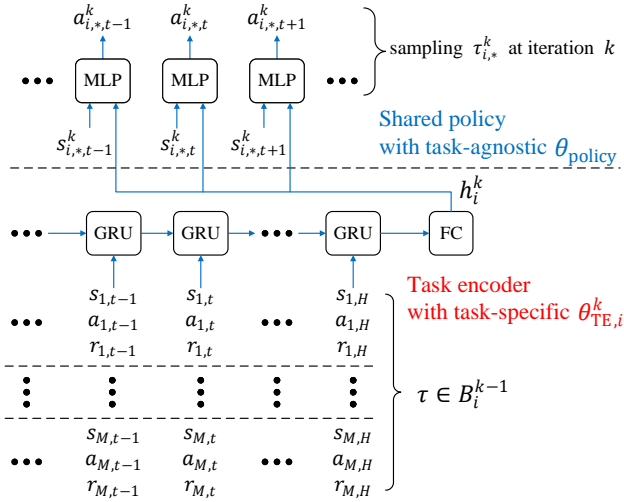 a^k_{i,*,t−1} a^k_{i,*,t} a^k_{i,*,t+1}
sampling τ^k_{i,*} at iteration k
••• MLP MLP MLP •••
s^k_{i,*,t−1} s^k_{i,*,t} s^k_{i,*,t+1}
Shared policy
with task-agnostic θ_policy
h^k_i
••• GRU GRU ••• GRU FC
Task encoder
with task-specific θ^k_{TE,i}
s_{1,t−1} s_{1,t} s_{1,H}
••• a_{1,t−1} a_{1,t} ••• a_{1,H}
r_{1,t−1} r_{1,t} r_{1,H}
τ ∈ B^{k−1}_i
s_{M,t−1} s_{M,t} s_{M,H}
••• a_{M,t−1} a_{M,t} ••• a_{M,H}
r_{M,t−1} r_{M,t} r_{M,H}